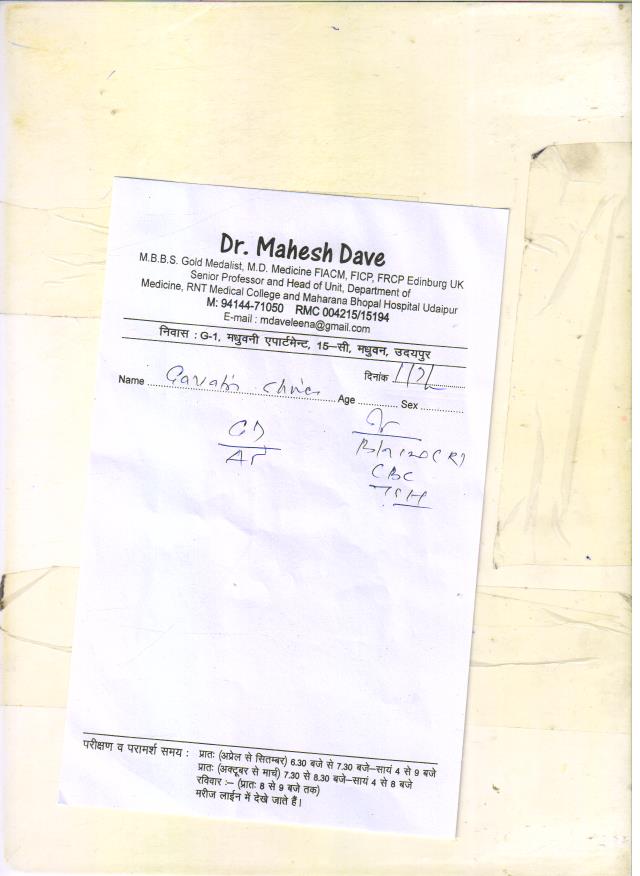 Dr. Mahesh Dave
M.B.B.S. Gold Medalist, M.D. Medicine FIACM, FICP, FRCP Edinburg UK
Senior Professor and Head of Unit, Department of
Medicine, RNT Medical College and Maharana Bhopal Hospital Udaipur
M: 94144-71050 RMC 004215/15194
E-mail : mdaveleena@gmail.com
निवास : G-1, मधुवनी एपार्टमेन्ट, 15–सी, मधुवन, उदयपुर
दिनांक
Name Age Sex
CBC
TSH
परीक्षण व परामर्श समय : प्रातः (अप्रेल से सितम्बर) 6.30 बजे से 7.30 बजे–सायं 4 से 9 बजे
प्रातः (अक्टूबर से मार्च) 7.30 से 8.30 बजे–सायं 4 से 8 बजे
रविवार :– (प्रातः 8 से 9 बजे तक)
मरीज लाईन में देखे जाते हैं।